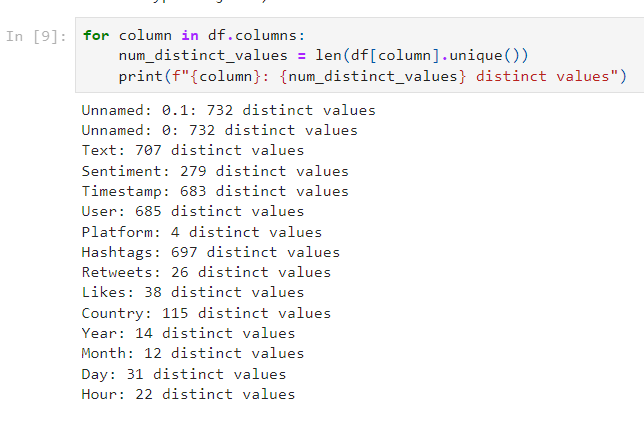 In [9]: for column in df.columns:
num_distinct_values = len(df[column].unique())
print(f"{column}: {num_distinct_values} distinct values")
Unnamed: 0.1: 732 distinct values
Unnamed: 0: 732 distinct values
Text: 707 distinct values
Sentiment: 279 distinct values
Timestamp: 683 distinct values
User: 685 distinct values
Platform: 4 distinct values
Hashtags: 697 distinct values
Retweets: 26 distinct values
Likes: 38 distinct values
Country: 115 distinct values
Year: 14 distinct values
Month: 12 distinct values
Day: 31 distinct values
Hour: 22 distinct values